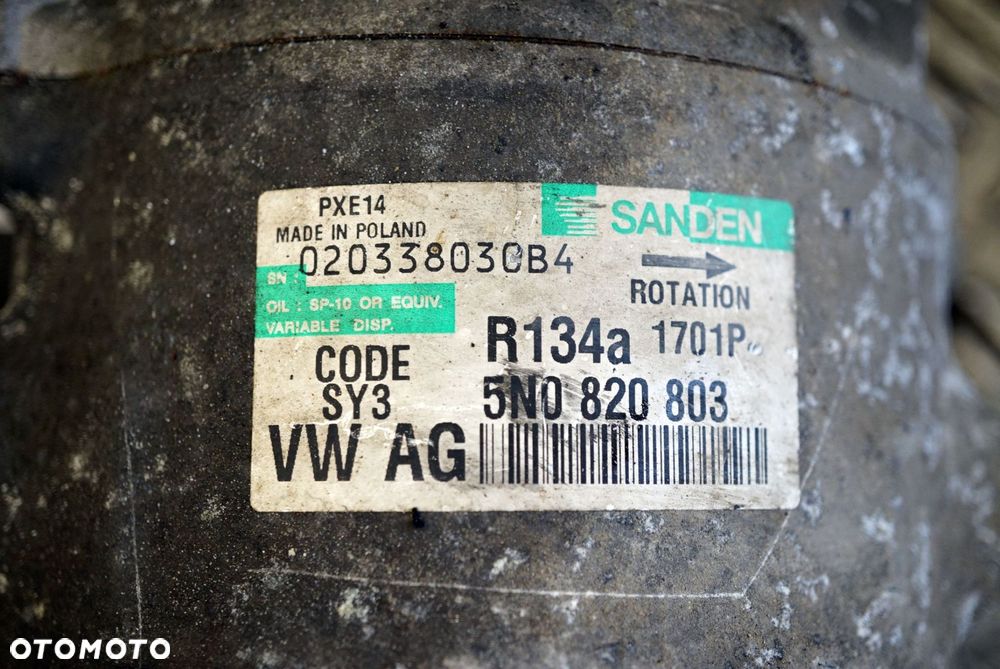 PXE14
MADE IN POLAND
SANDEN
SN :
020338030B4
ROTATION
OIL : SP-10 OR EQUIV.
VARIABLE DISP.
R134a 1701P
CODE
SY3
5N0 820 803
VW AG
OTOMOTO